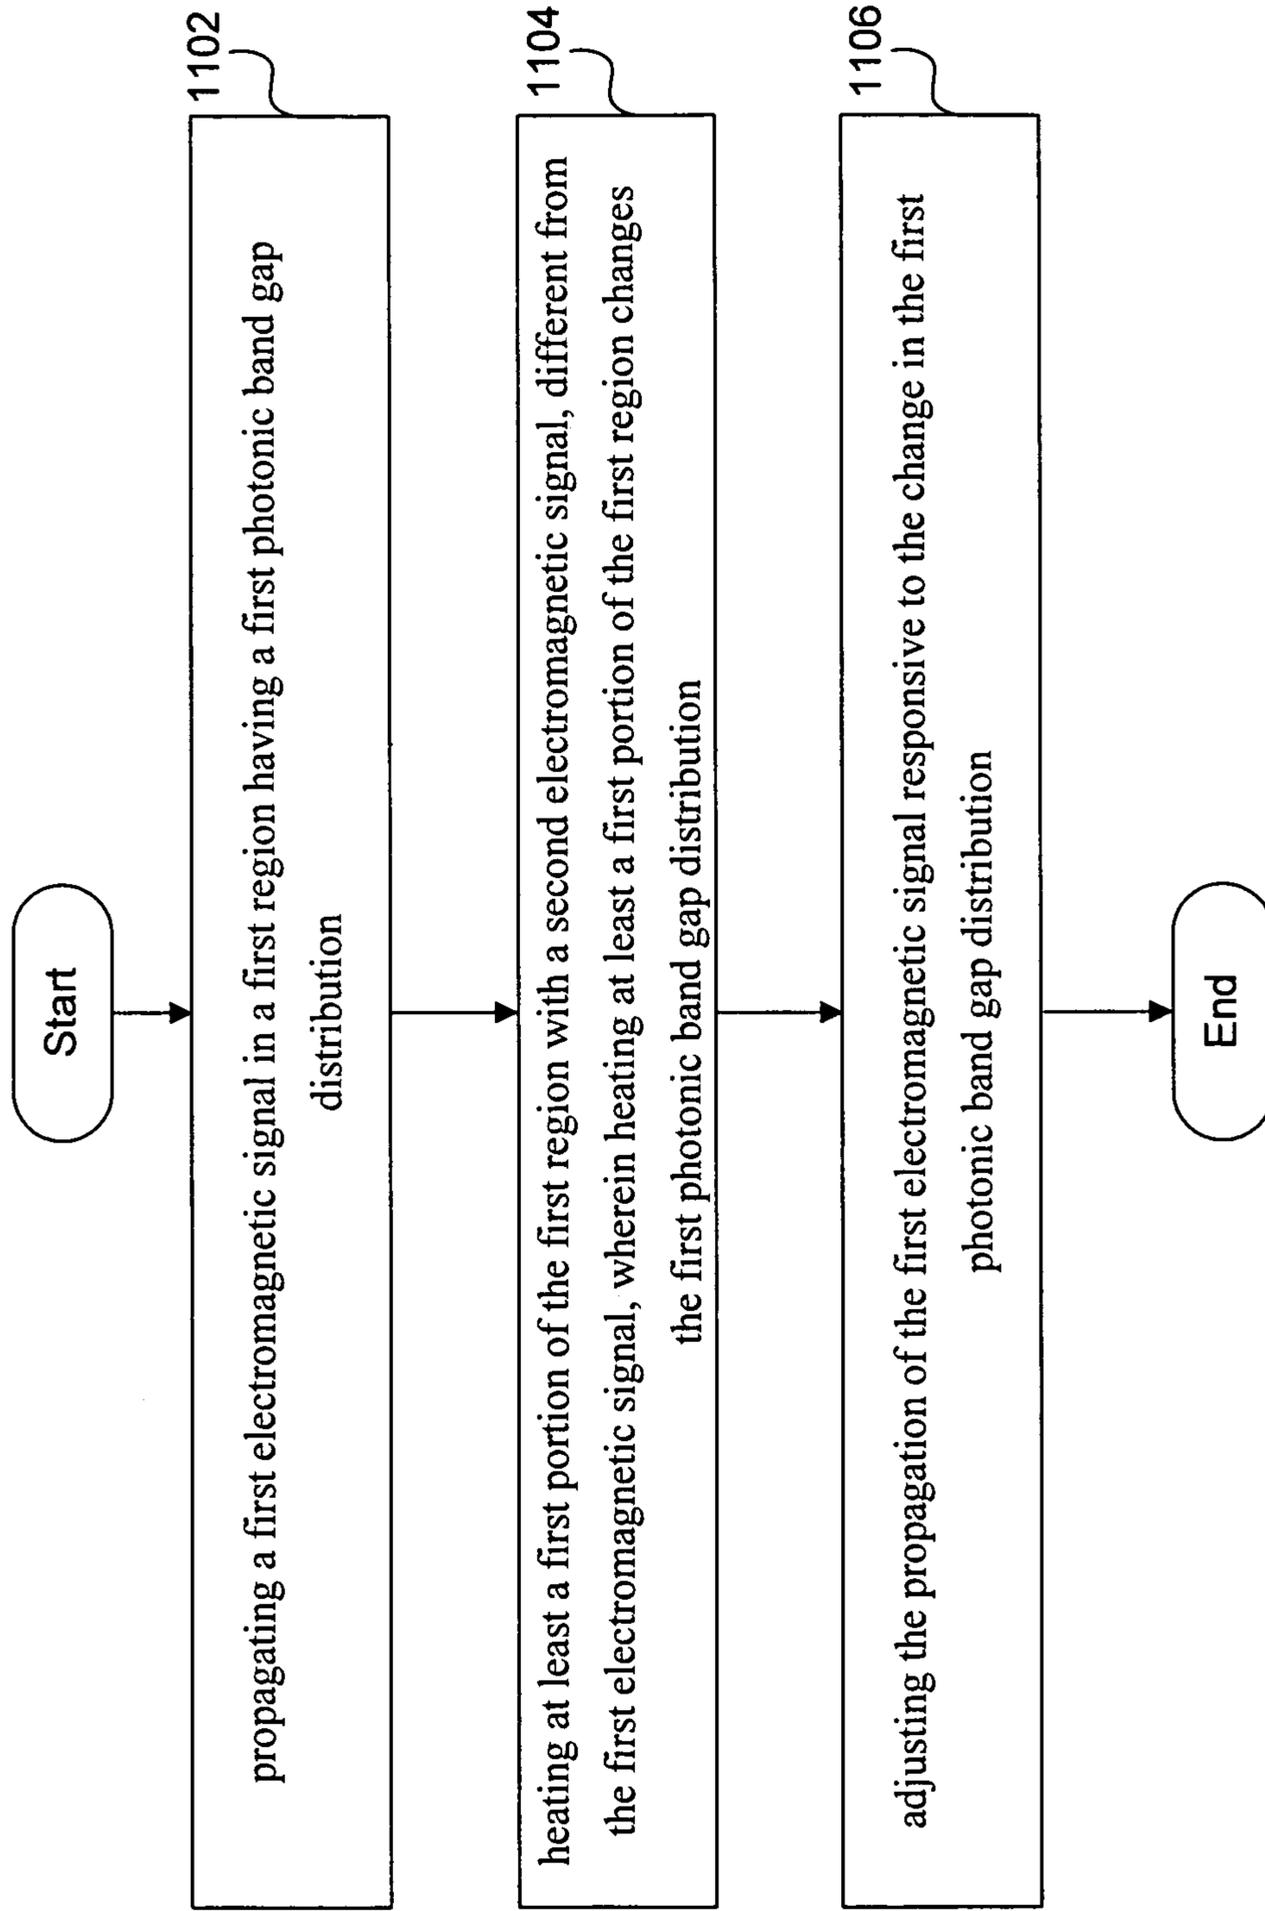 Start
1102
propagating a first electromagnetic signal in a first region having a first photonic band gap
distribution
1104
heating at least a first portion of the first region with a second electromagnetic signal, different from
the first electromagnetic signal, wherein heating at least a first portion of the first region changes
the first photonic band gap distribution
1106
adjusting the propagation of the first electromagnetic signal responsive to the change in the first
photonic band gap distribution
End